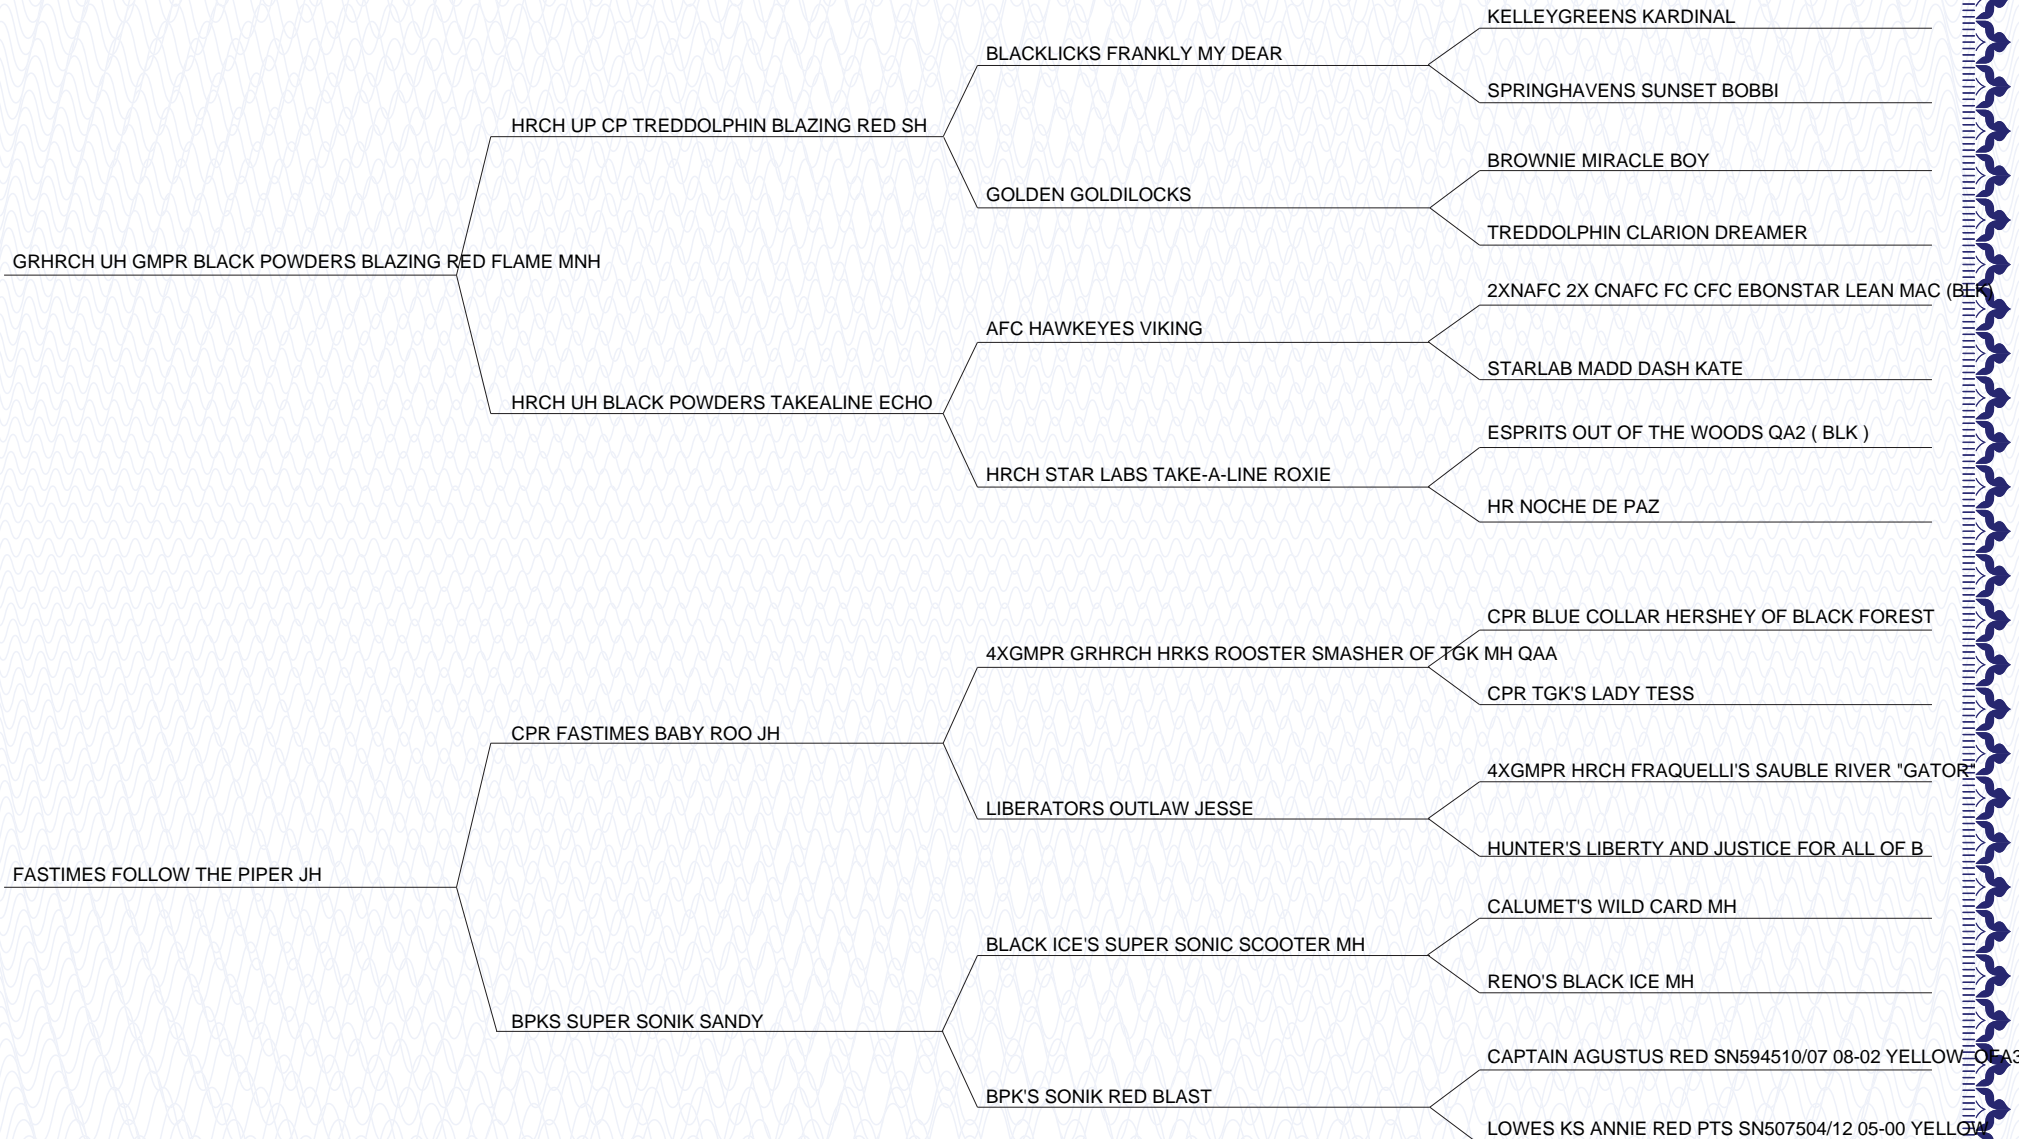 KELLEYGREENS KARDINAL
BLACKLICKS FRANKLY MY DEAR
SPRINGHAVENS SUNSET BOBBI
HRCH UP CP TREDDOLPHIN BLAZING RED SH
BROWNIE MIRACLE BOY
GOLDEN GOLDILOCKS
TREDDOLPHIN CLARION DREAMER
GRHRCH UH GMPR BLACK POWDERS BLAZING RED FLAME MNH
2XNAFC 2X CNAFC FC CFC EBONSTAR LEAN MAC (BLK)
AFC HAWKEYES VIKING
STARLAB MADD DASH KATE
HRCH UH BLACK POWDERS TAKEALINE ECHO
ESPRITS OUT OF THE WOODS QA2 ( BLK )
HRCH STAR LABS TAKE-A-LINE ROXIE
HR NOCHE DE PAZ
CPR BLUE COLLAR HERSHEY OF BLACK FOREST
4XGMPR GRHRCH HRKS ROOSTER SMASHER OF TGK MH QAA
CPR TGK'S LADY TESS
CPR FASTIMES BABY ROO JH
4XGMPR HRCH FRAQUELLI'S SAUBLE RIVER "GATOR"
LIBERATORS OUTLAW JESSE
HUNTER'S LIBERTY AND JUSTICE FOR ALL OF B
FASTIMES FOLLOW THE PIPER JH
CALUMET'S WILD CARD MH
BLACK ICE'S SUPER SONIC SCOOTER MH
RENO'S BLACK ICE MH
BPKS SUPER SONIK SANDY
CAPTAIN AGUSTUS RED SN594510/07 08-02 YELLOW OFA3
BPK'S SONIK RED BLAST
LOWES KS ANNIE RED PTS SN507504/12 05-00 YELLOW